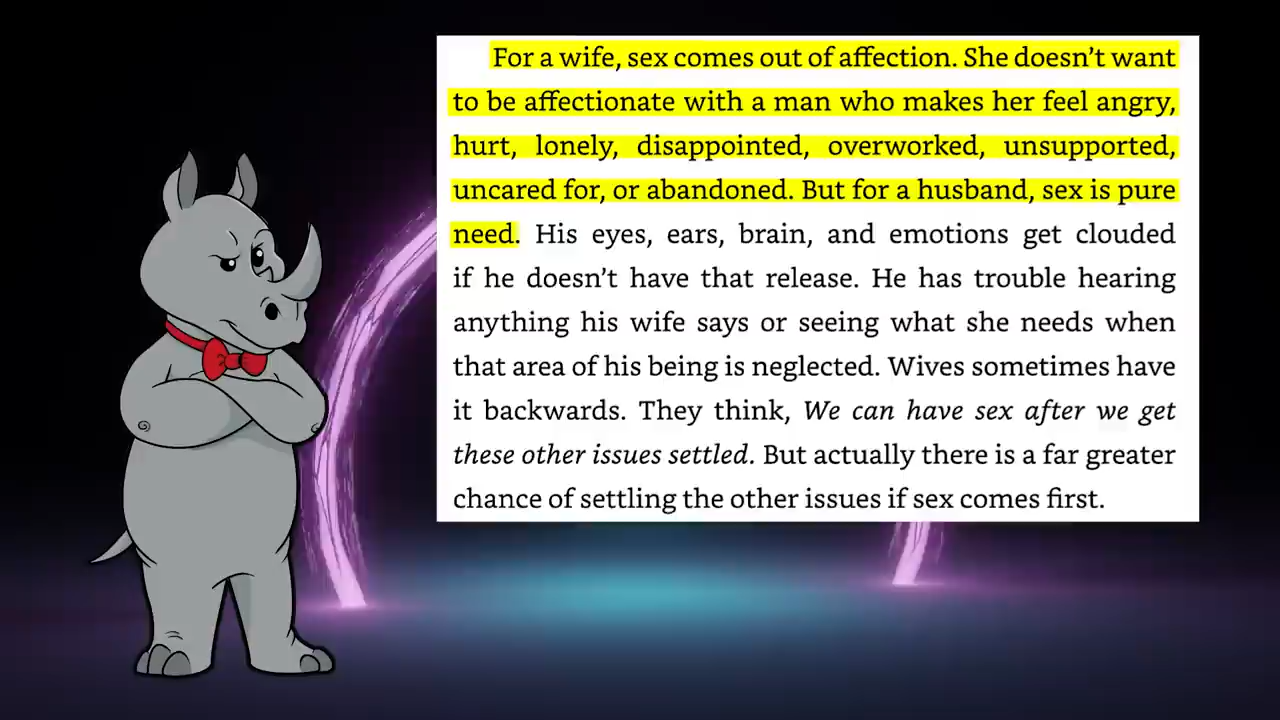 For a wife, sex comes out of affection. She doesn’t want
to be affectionate with a man who makes her feel angry,
hurt, lonely, disappointed, overworked, unsupported,
uncared for, or abandoned. But for a husband, sex is pure
need. His eyes, ears, brain, and emotions get clouded
if he doesn’t have that release. He has trouble hearing
anything his wife says or seeing what she needs when
that area of his being is neglected. Wives sometimes have
it backwards. They think, We can have sex after we get
these other issues settled. But actually there is a far greater
chance of settling the other issues if sex comes first.